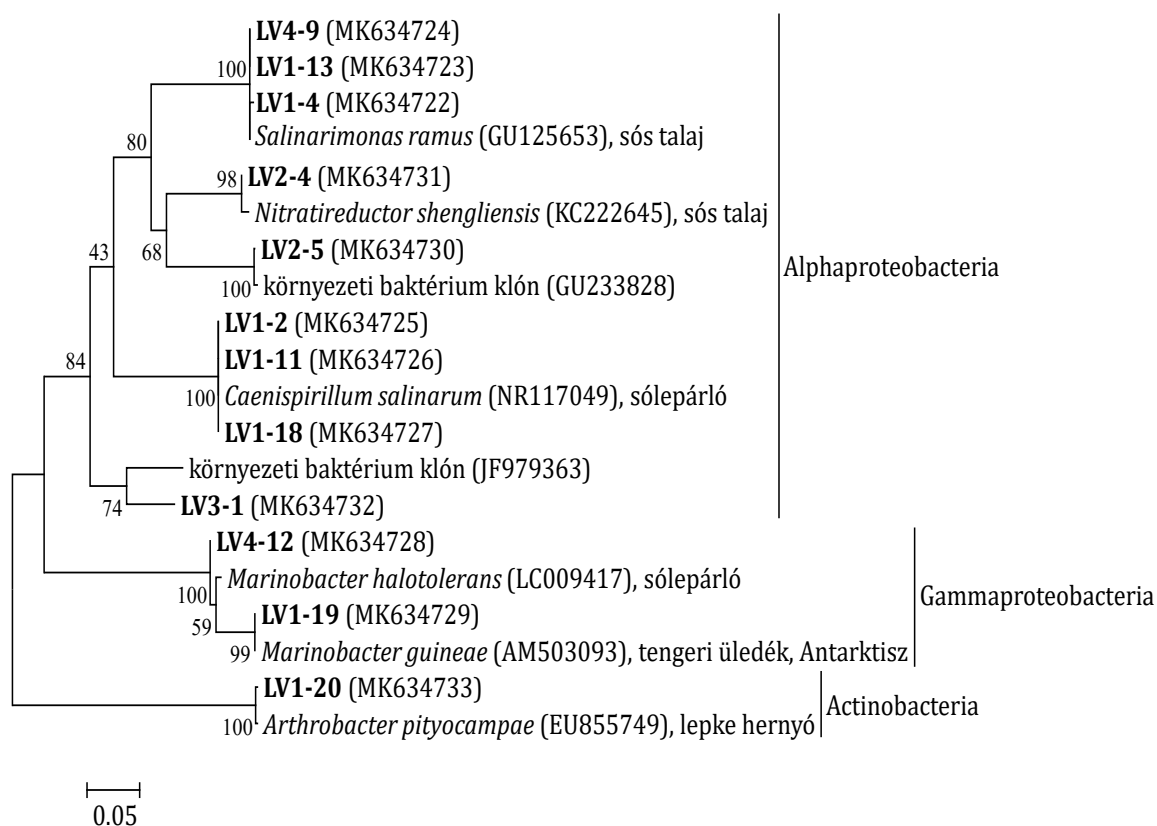 LV4-9 (MK634724)
100
LV1-13 (MK634723)
LV1-4 (MK634722)
80
Salinarimonas ramus (GU125653), sós talaj
98
LV2-4 (MK634731)
Nitratireductor shengliensis (KC222645), sós talaj
43
68
LV2-5 (MK634730)
Alphaproteobacteria
100
környezeti baktérium klón (GU233828)
LV1-2 (MK634725)
84
LV1-11 (MK634726)
100
Caenispirillum salinarum (NR117049), sólepárló
LV1-18 (MK634727)
környezeti baktérium klón (JF979363)
74
LV3-1 (MK634732)
LV4-12 (MK634728)
Marinobacter halotolerans (LC009417), sólepárló
100
Gammaproteobacteria
LV1-19 (MK634729)
59
99
Marinobacter guineae (AM503093), tengeri üledék, Antarktisz
LV1-20 (MK634733)
Actinobacteria
100
Arthrobacter pityocampae (EU855749), lepke hernyó
0.05